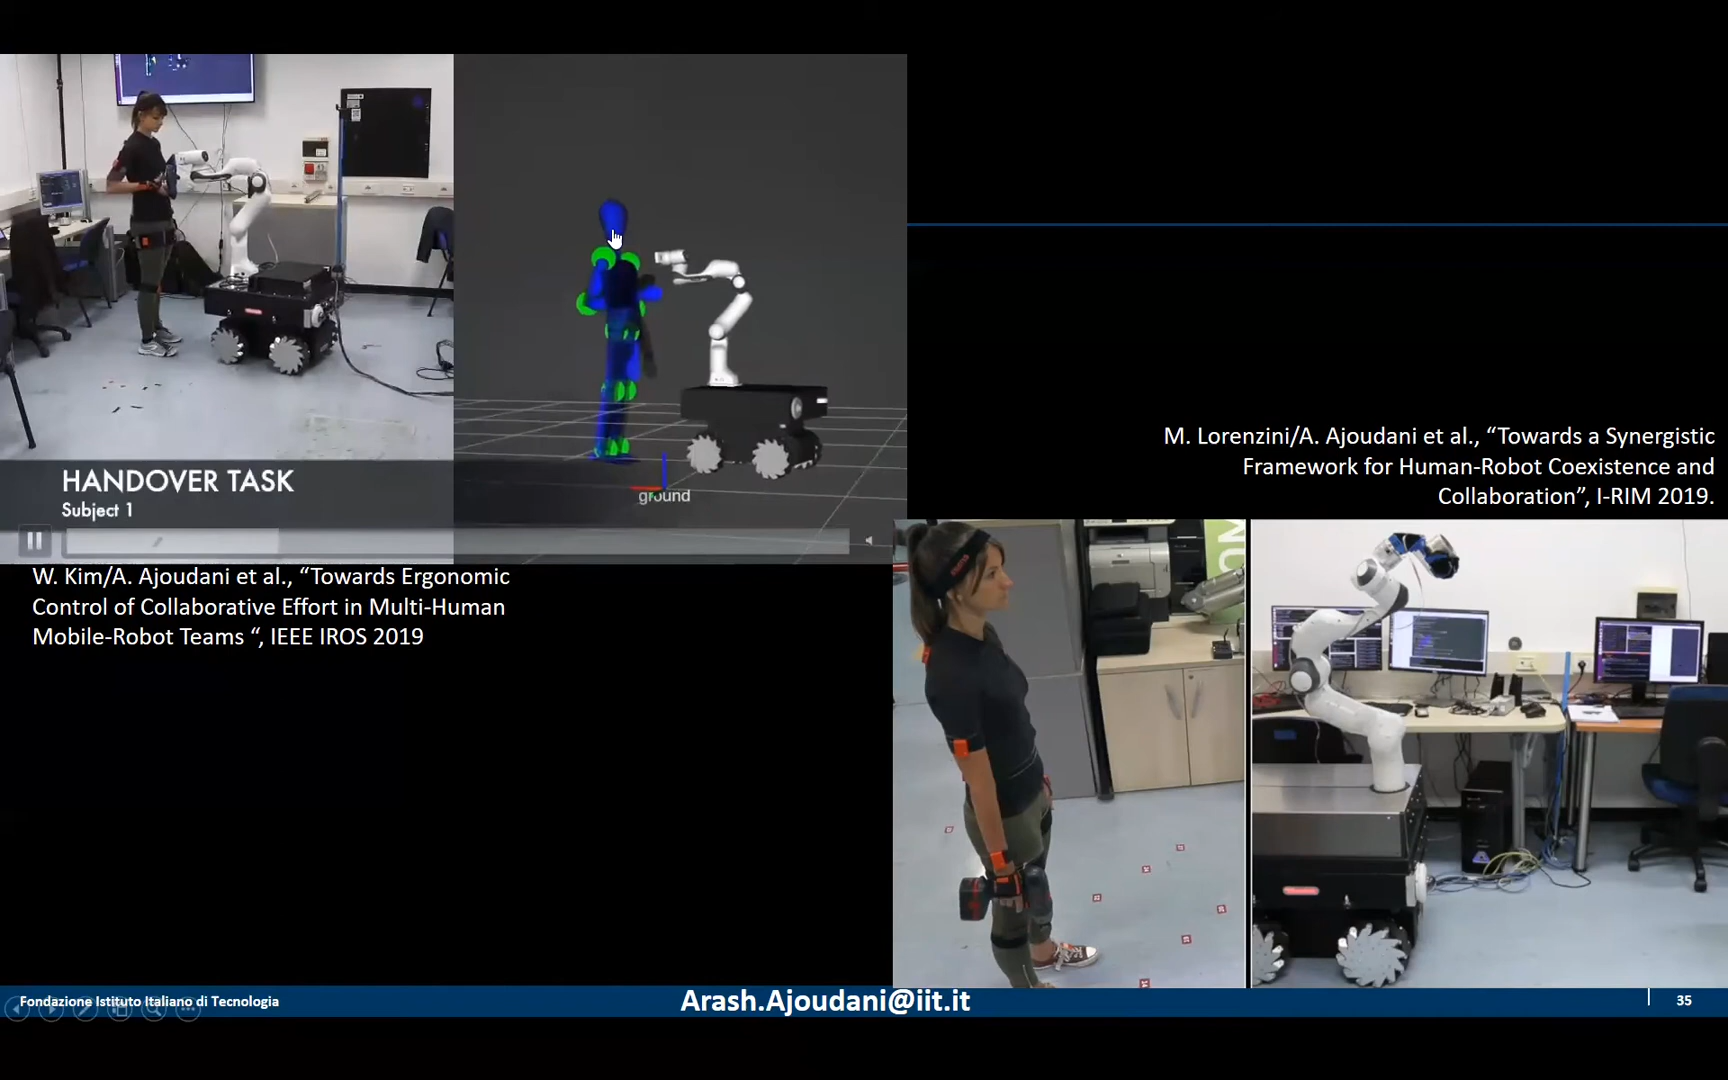 HANDOVER TASK
Subject 1
ground
W. Kim/A. Ajoudani et al., “Towards Ergonomic
Control of Collaborative Effort in Multi-Human
Mobile-Robot Teams “, IEEE IROS 2019
M. Lorenzini/A. Ajoudani et al., “Towards a Synergistic
Framework for Human-Robot Coexistence and
Collaboration”, I-RIM 2019.
Fondazione Istituto Italiano di Tecnologia
Arash.Ajoudani@iit.it
35